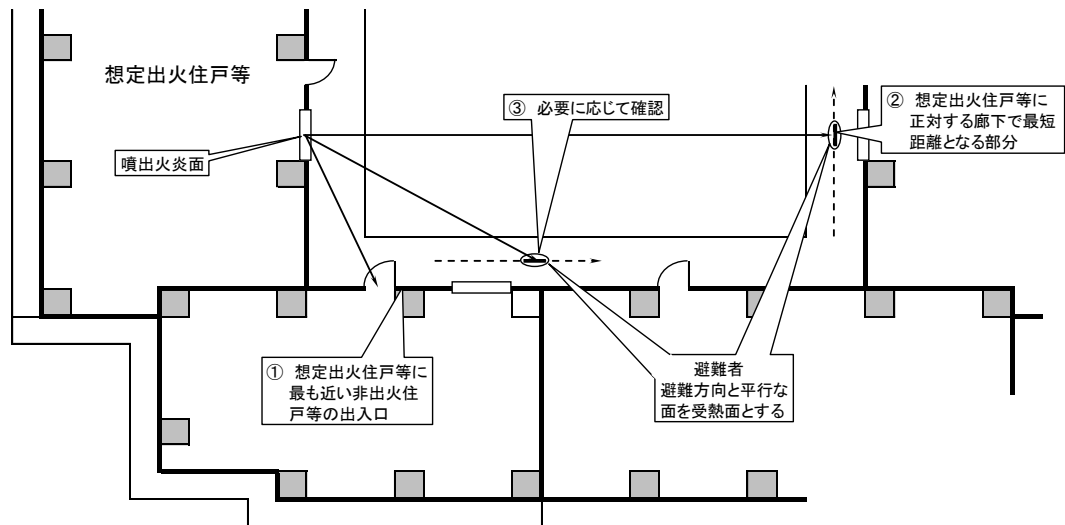 想定出火住戸等
③ 必要に応じて確認
② 想定出火住戸等に
正対する廊下で最短
距離となる部分
噴出火炎面
① 想定出火住戸等に
最も近い非出火住
戸等の出入口
避難者
避難方向と平行な
面を受熱面とする